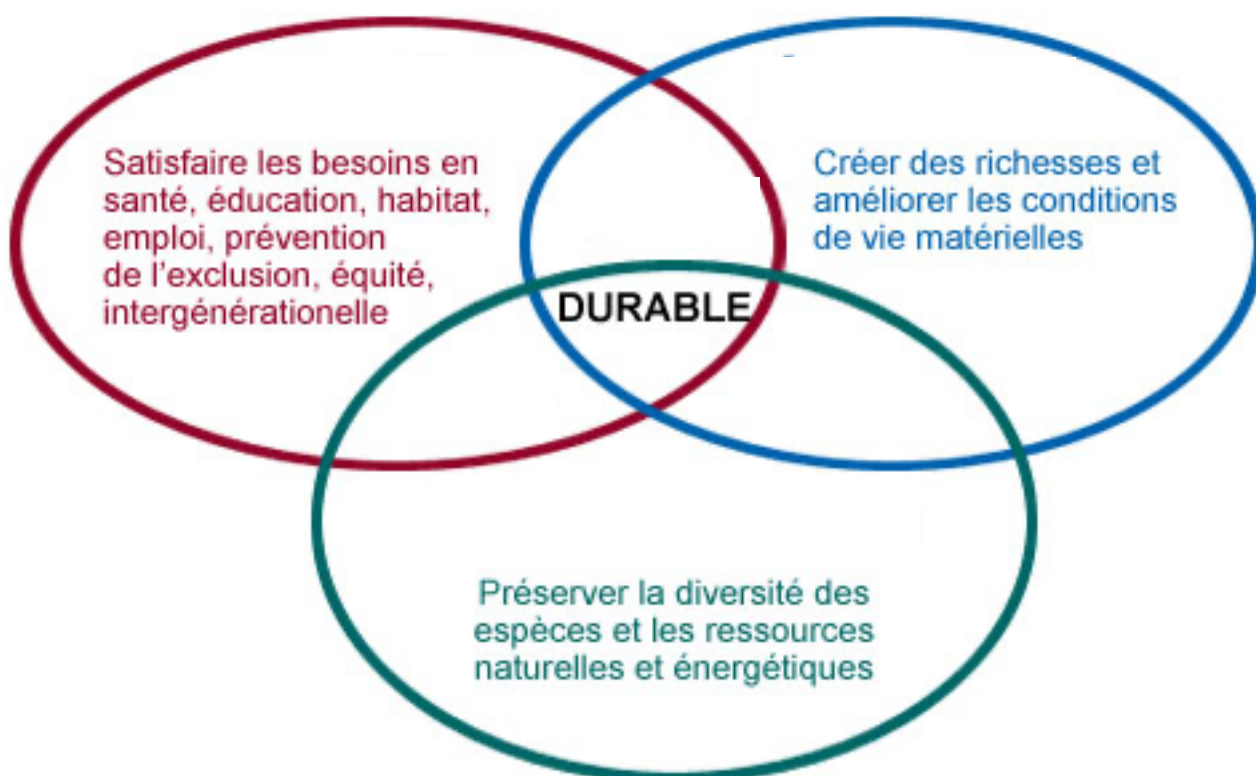 Satisfaire les besoins en
santé, éducation, habitat,
emploi, prévention
de l'exclusion, équité,
intergénérationelle
Créer des richesses et
améliorer les conditions
de vie matérielles
DURABLE
Préserver la diversité des
espèces et les ressources
naturelles et énergétiques